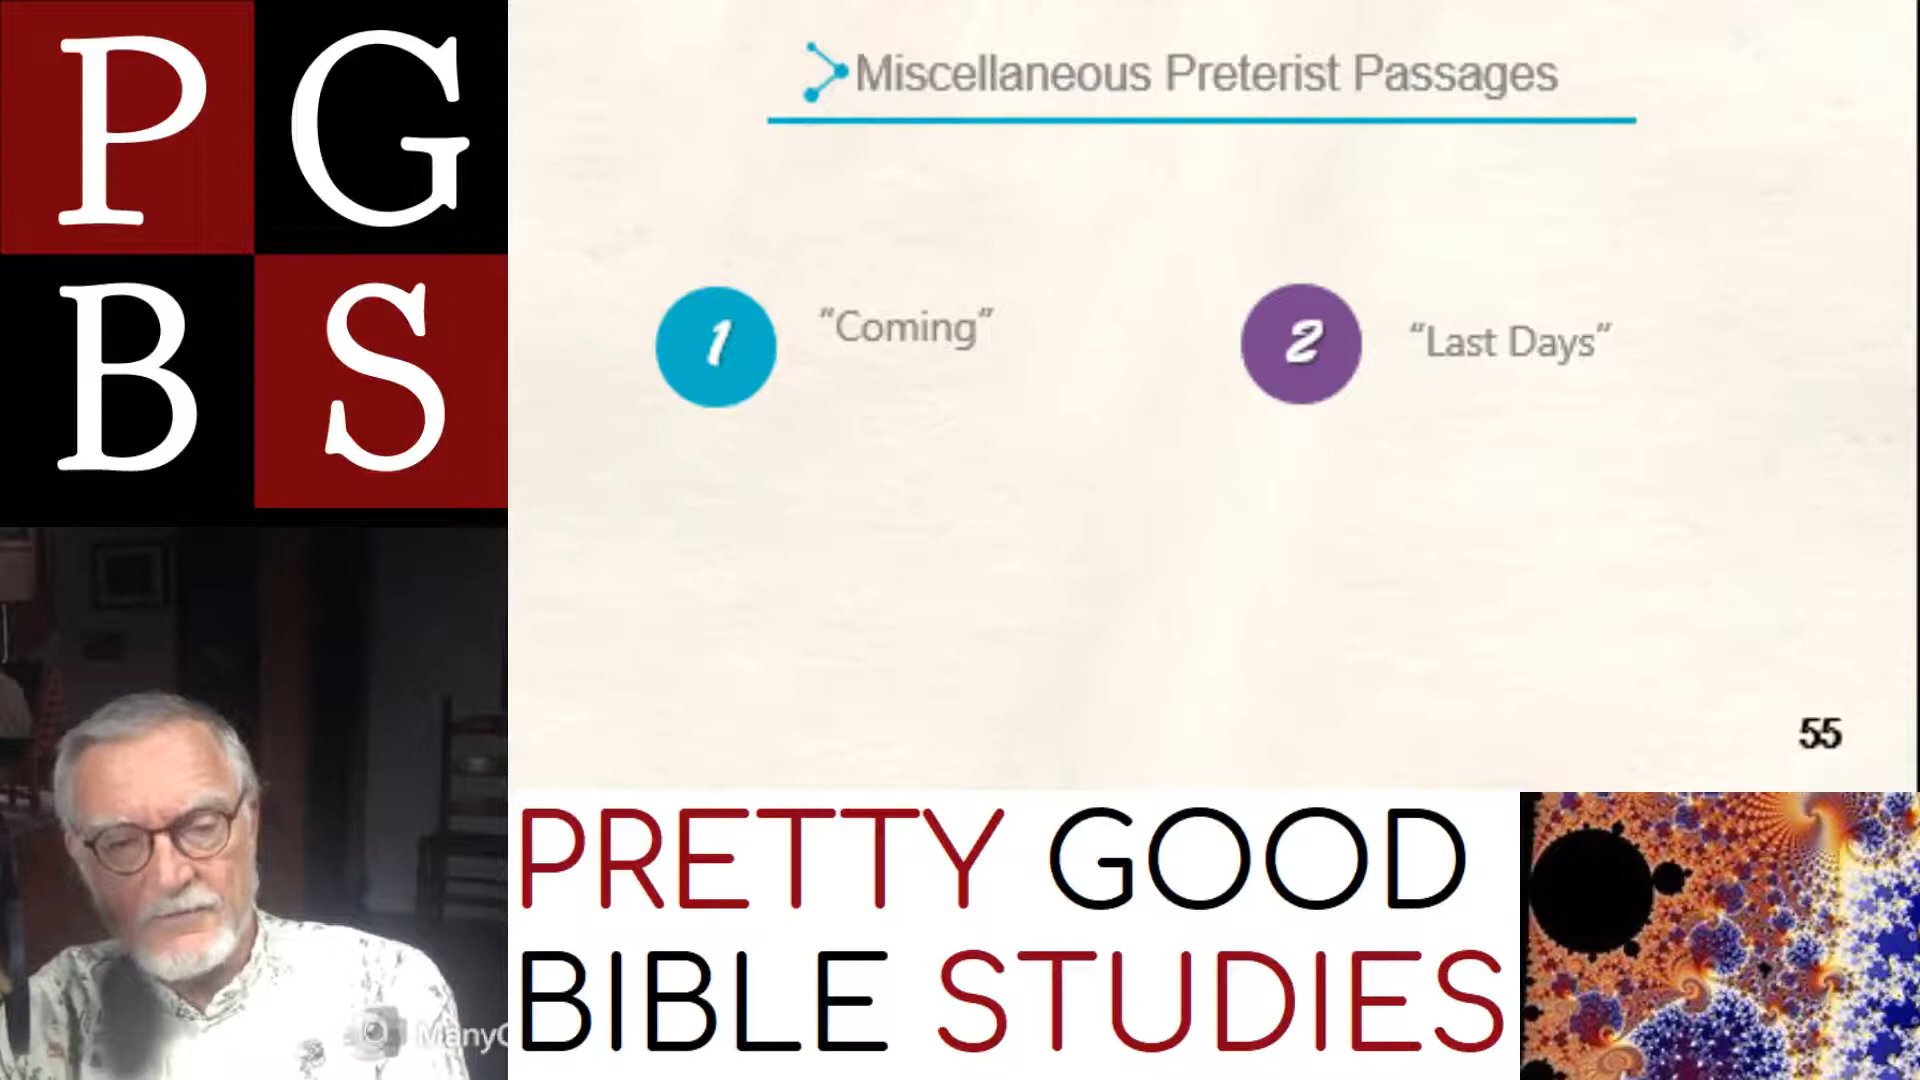 P G
B S
Miscellaneous Preterist Passages
1 “Coming”
2 “Last Days”
55
PRETTY GOOD
BIBLE STUDIES